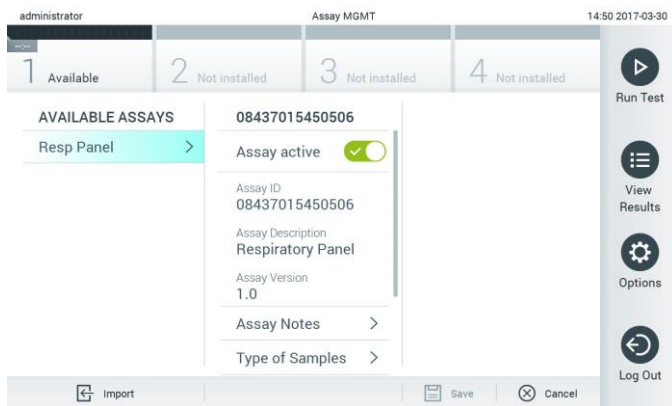 administrator Assay MGMT 14:50 2017-03-30
--:--
1 Available 2 Not installed 3 Not installed 4 Not installed
Run Test
AVAILABLE ASSAYS
Resp Panel
08437015450506
Assay active
Assay ID
08437015450506
Assay Description
Respiratory Panel
Assay Version
1.0
Assay Notes
Type of Samples
View
Results
Options
Log Out
Import Save Cancel